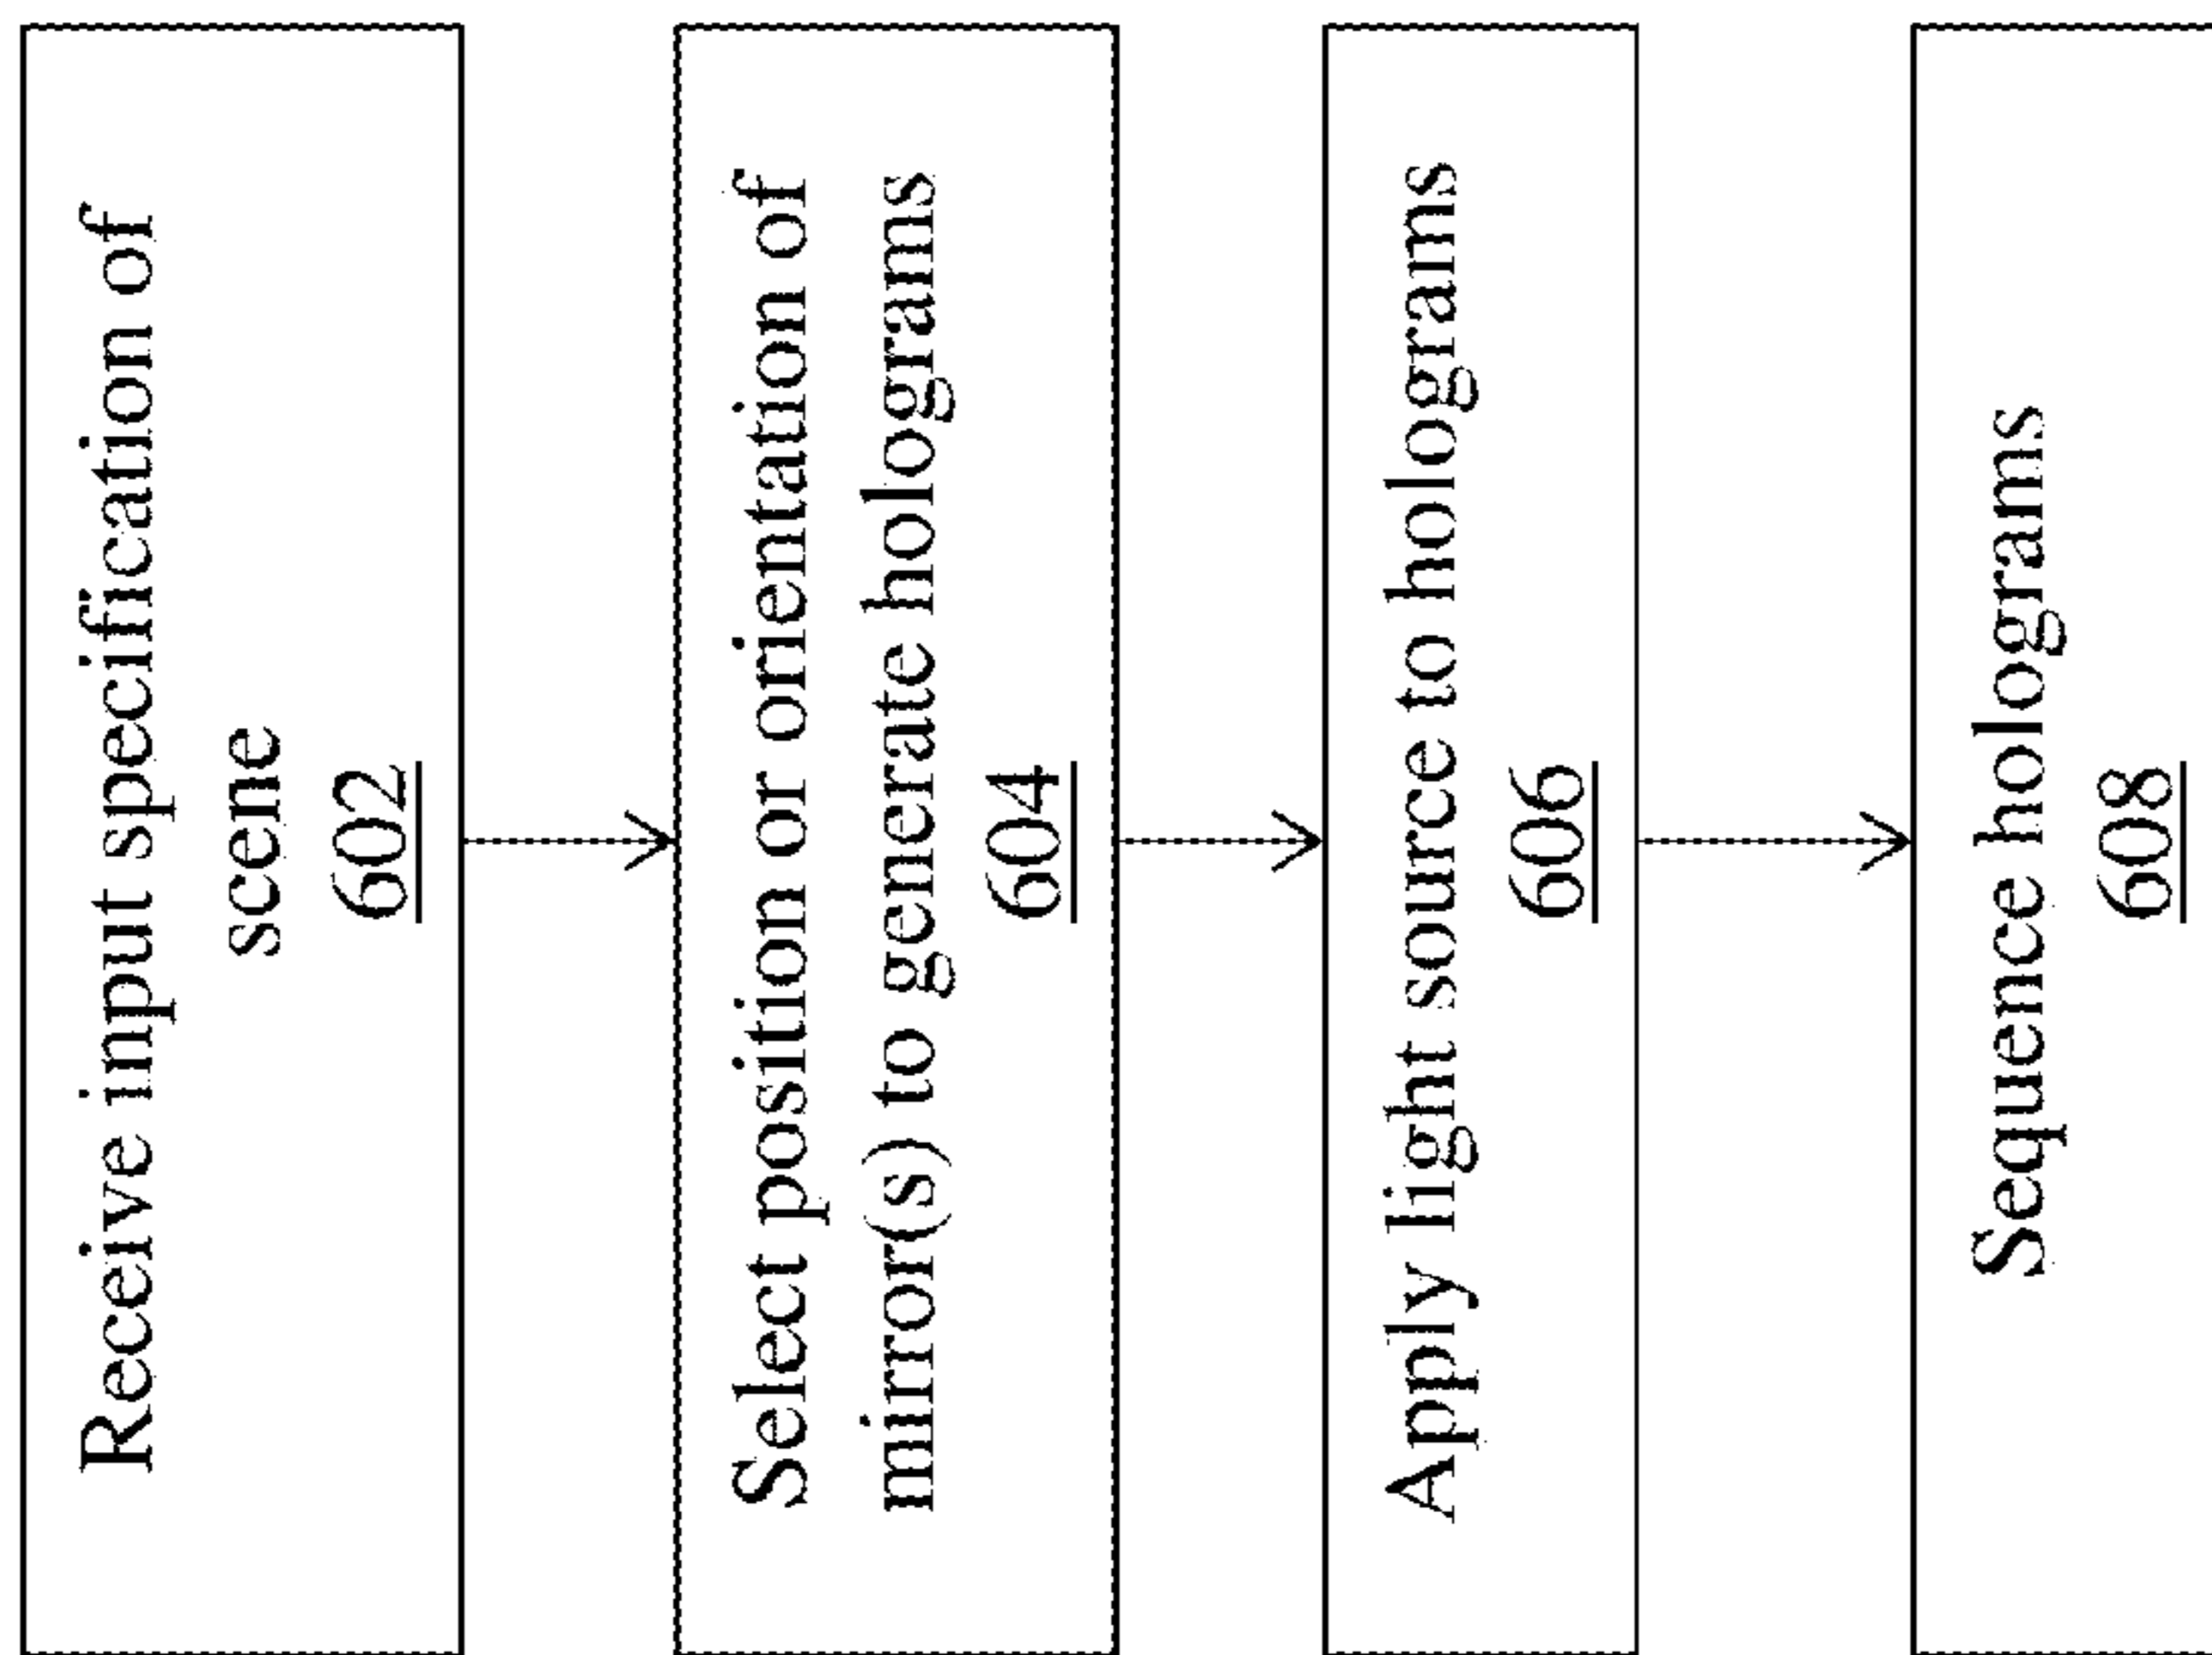 Receive input specification of
scene
602
Select position or orientation of
mirror(s) to generate holograms
604
Apply light source to holograms
606
Sequence holograms
608